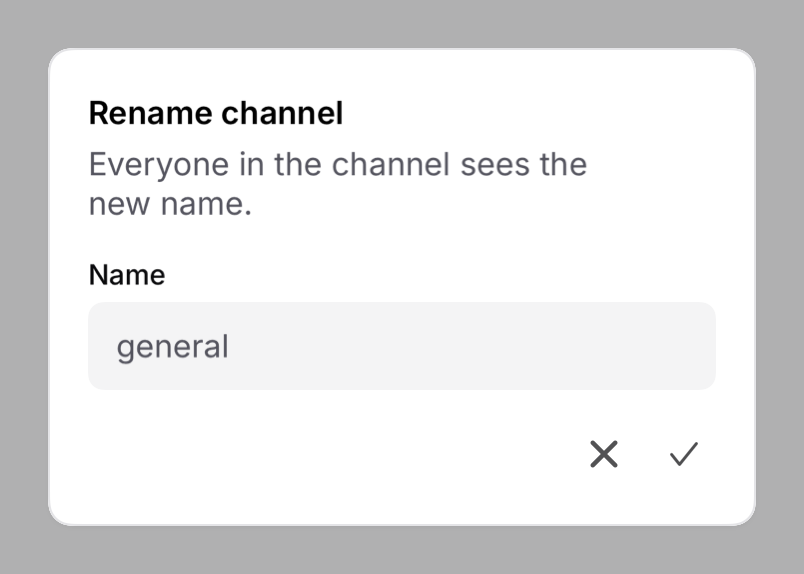 Rename channel
Everyone in the channel sees the
new name.
Name
general